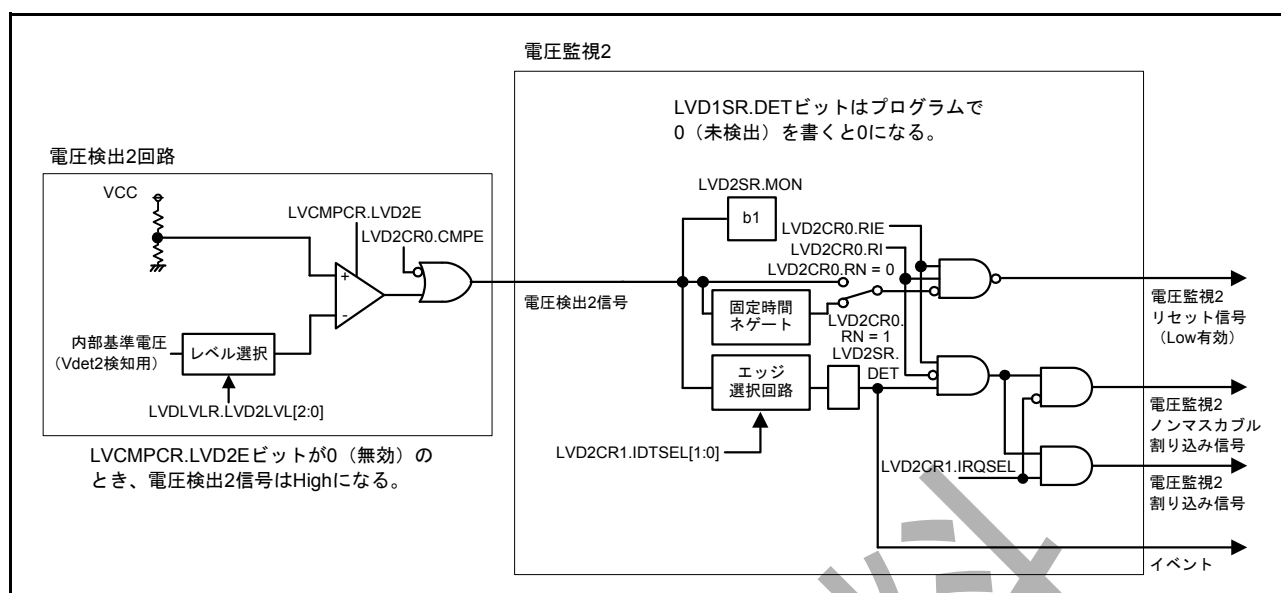 電圧監視2
LVD1SR.DETビットはプログラムで
0（未検出）を書くと0になる。
電圧検出2回路
VCC
LVCMPCR.LVD2E
LVD2CR0.CMPE
内部基準電圧
（Vdet2検知用）
レベル選択
+
-
LVDLVLR.LVD2LVL[2:0]
LVCMPCR.LVD2Eビットが0（無効）の
とき、電圧検出2信号はHighになる。
電圧検出2信号
LVD2SR.MON
b1
LVD2CR0.RIE
LVD2CR0.RI
LVD2CR0.RN = 0
固定時間
ネゲート
LVD2CR0.
RN = 1
LVD2SR.
DET
エッジ
選択回路
LVD2CR1.IDTSEL[1:0]
LVD2CR1.IRQSEL
電圧監視2
リセット信号
（Low有効）
電圧監視2
ノンマスカブル
割り込み信号
電圧監視2
割り込み信号
イベント